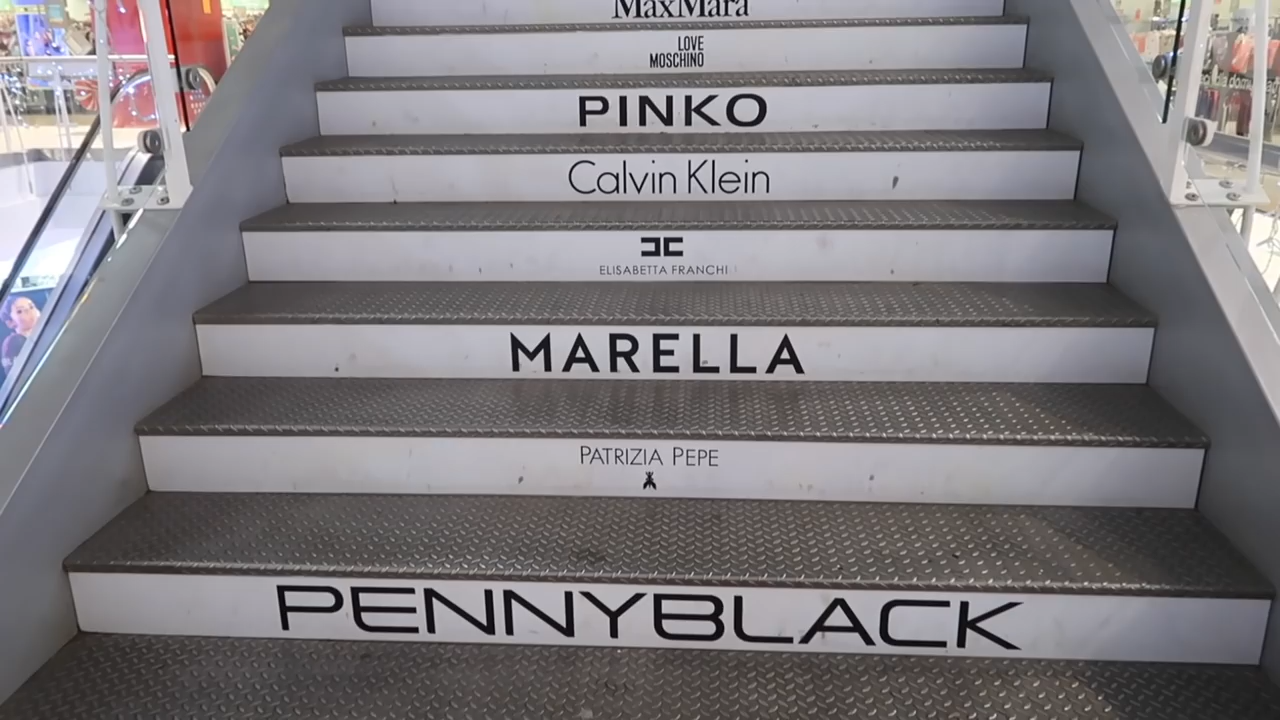 MaxMara
LOVE
MOSCHINO
PINKO
Calvin Klein
ELISABETTA FRANCHI
MARELLA
PATRIZIA PEPE
PENNYBLACK